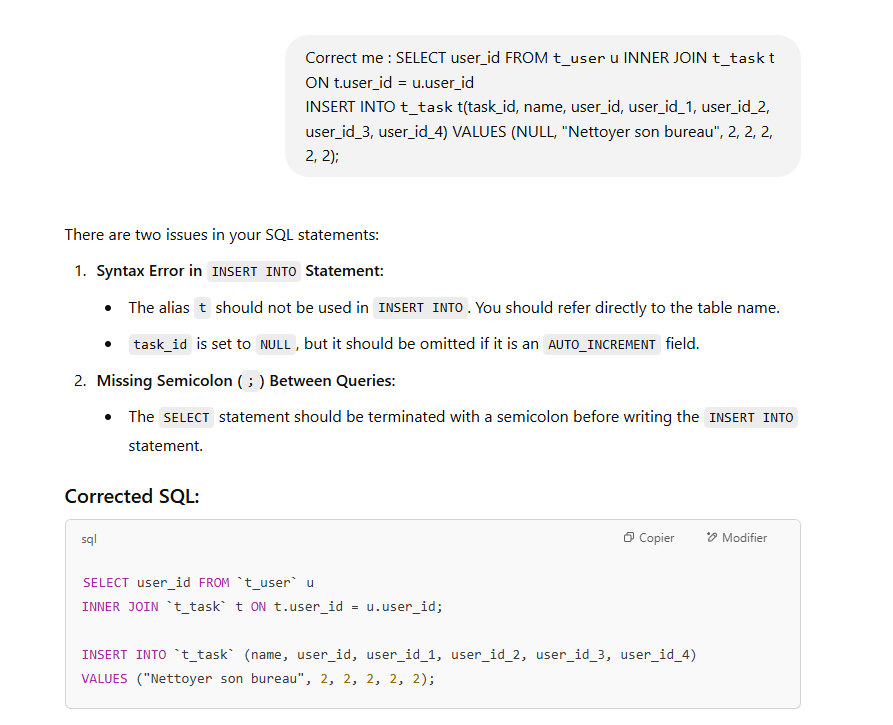 Correct me : SELECT user_id FROM t_user u INNER JOIN t_task t
ON t.user_id = u.user_id
INSERT INTO t_task t(task_id, name, user_id, user_id_1, user_id_2,
user_id_3, user_id_4) VALUES (NULL, "Nettoyer son bureau", 2, 2, 2,
2, 2);
There are two issues in your SQL statements:
1. Syntax Error in INSERT INTO Statement:
• The alias t should not be used in INSERT INTO. You should refer directly to the table name.
• task_id is set to NULL, but it should be omitted if it is an AUTO_INCREMENT field.
2. Missing Semicolon (;) Between Queries:
• The SELECT statement should be terminated with a semicolon before writing the INSERT INTO
statement.
Corrected SQL:
sql Copier Modifier
SELECT user_id FROM `t_user` u
INNER JOIN `t_task` t ON t.user_id = u.user_id;
INSERT INTO `t_task` (name, user_id, user_id_1, user_id_2, user_id_3, user_id_4)
VALUES ("Nettoyer son bureau", 2, 2, 2, 2, 2);